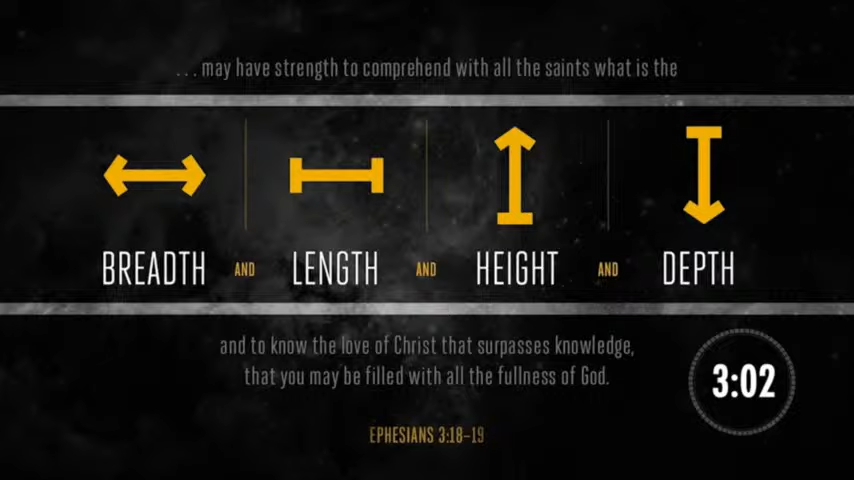 . . . may have strength to comprehend with all the saints what is the
BREADTH AND LENGTH AND HEIGHT AND DEPTH
and to know the love of Christ that surpasses knowledge,
that you may be filled with all the fullness of God.
3:02
EPHESIANS 3:18–19